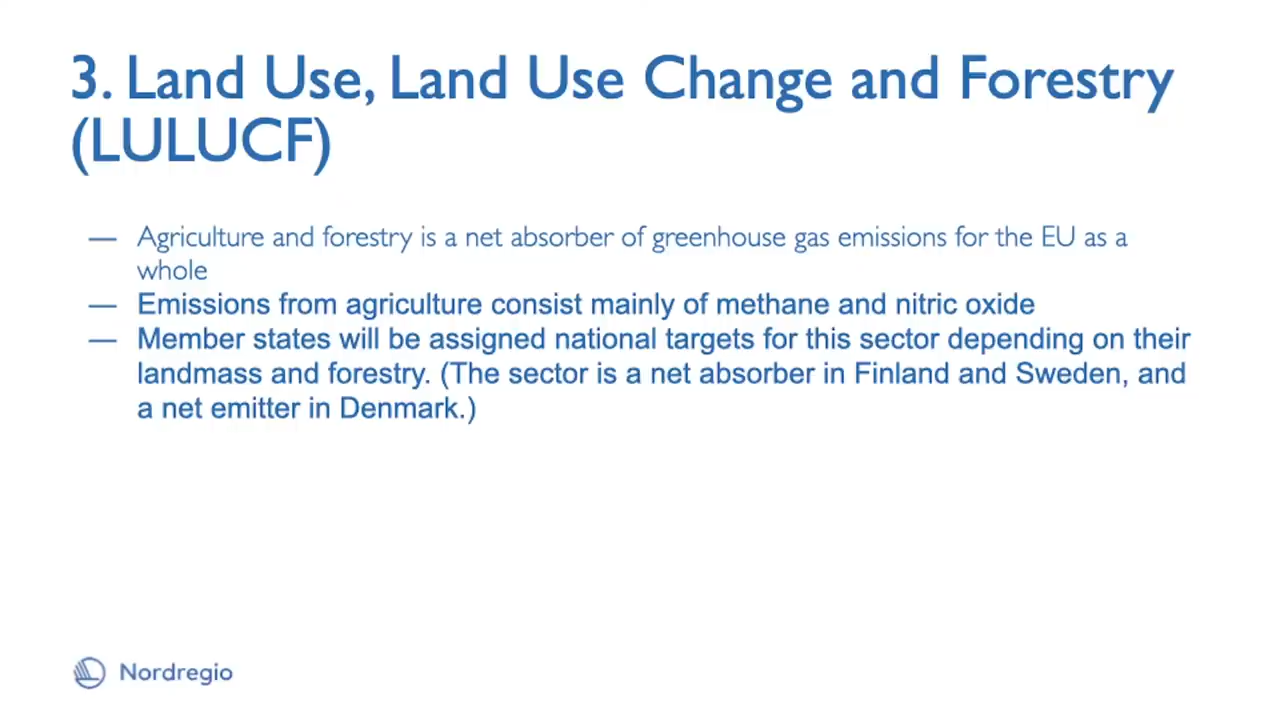 3. Land Use, Land Use Change and Forestry
(LULUCF)
— Agriculture and forestry is a net absorber of greenhouse gas emissions for the EU as a
whole
— Emissions from agriculture consist mainly of methane and nitric oxide
— Member states will be assigned national targets for this sector depending on their
landmass and forestry. (The sector is a net absorber in Finland and Sweden, and
a net emitter in Denmark.)
Nordregio